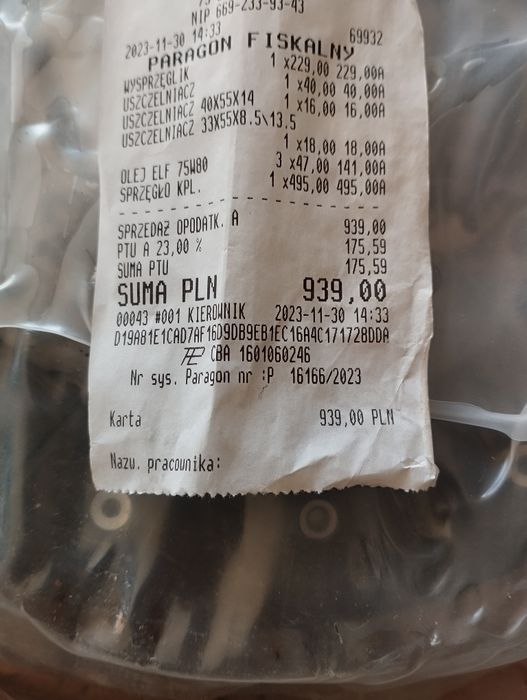 NIP 669-233-93-43
2023-11-30 14:33 69932
PARAGON FISKALNY
WYSPRZĘGLIK 1 x229,00 229,00A
USZCZELNIACZ 1 x40,00 40,00A
USZCZELNIACZ 40X55X14 1 x16,00 16,00A
USZCZELNIACZ 33X55X8.5\13,5
1 x18,00 18,00A
OLEJ ELF 75W80 3 x47,00 141,00A
SPRZĘGŁO KPL. 1 x495,00 495,00A
SPRZEDAŻ OPODATK. A 939,00
PTU A 23,00 % 175,59
SUMA PTU 175,59
SUMA PLN 939,00
00043 #001 KIEROWNIK 2023-11-30 14:33
D19A81E1CAD7AF16D9DB9EB1EC16A4C171728DDA
CBA 1601060246
Nr sys. Paragon nr :P 16166/2023
Karta 939,00 PLN
Nazw. pracownika: